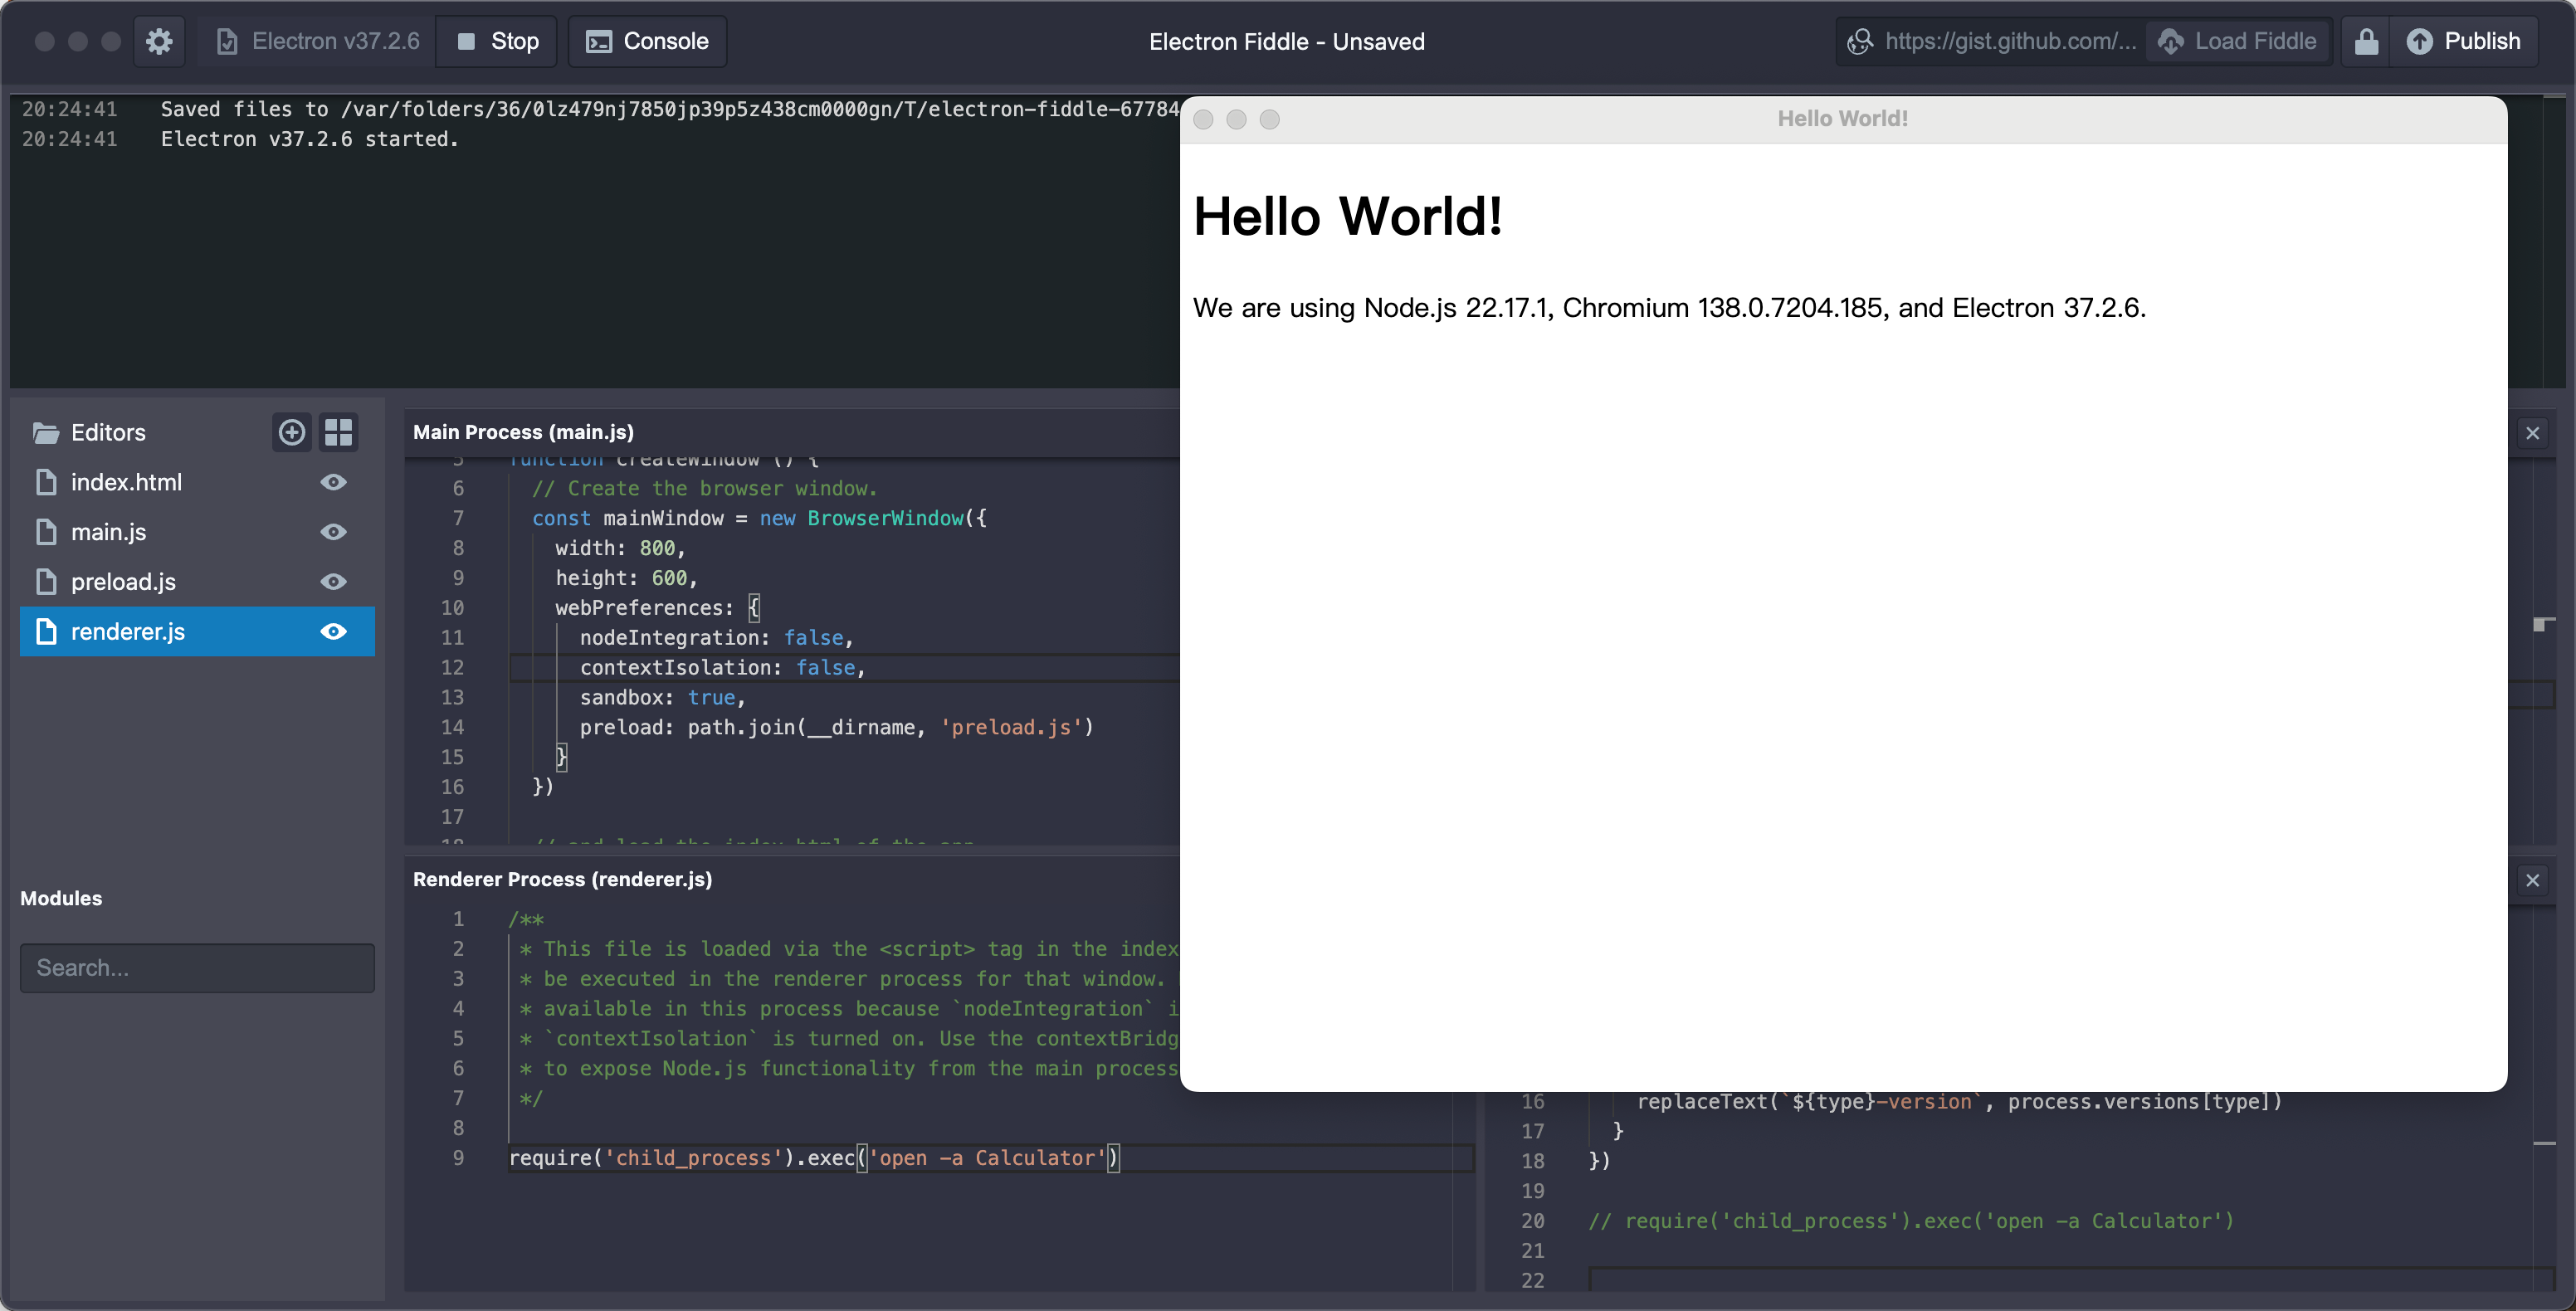 Electron v37.2.6
Stop
Console
Electron Fiddle - Unsaved
https://gist.github.com/...
Load Fiddle
Publish
20:24:41 Saved files to /var/folders/36/0lz479nj7850jp39p5z438cm0000gn/T/electron-fiddle-67784
20:24:41 Electron v37.2.6 started.
Hello World!
Hello World!
We are using Node.js 22.17.1, Chromium 138.0.7204.185, and Electron 37.2.6.
Editors
index.html
main.js
preload.js
renderer.js
Modules
Search...
Main Process (main.js)
5 function createWindow () {
6 // Create the browser window.
7 const mainWindow = new BrowserWindow({
8 width: 800,
9 height: 600,
10 webPreferences: {
11 nodeIntegration: false,
12 contextIsolation: false,
13 sandbox: true,
14 preload: path.join(__dirname, 'preload.js')
15 }
16 })
17
18 // and load the index.html of the app.
Renderer Process (renderer.js)
1 /**
2 * This file is loaded via the <script> tag in the index
3 * be executed in the renderer process for that window.
4 * available in this process because `nodeIntegration` i
5 * `contextIsolation` is turned on. Use the contextBridg
6 * to expose Node.js functionality from the main process
7 */
8
9 require('child_process').exec('open -a Calculator')
16 replaceText(`${type}-version`, process.versions[type])
17 }
18 })
19
20 // require('child_process').exec('open -a Calculator')
21
22